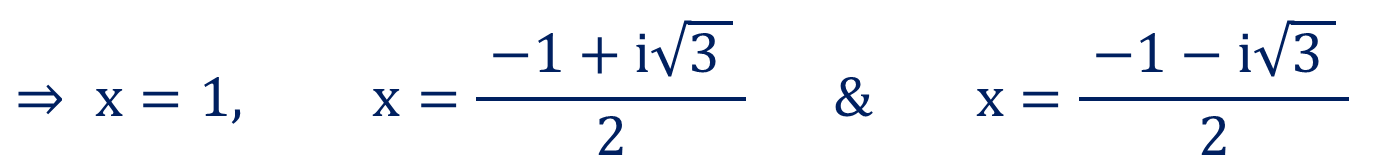 ⇒ x = 1, x = (−1 + i√3)/2 & x = (−1 − i√3)/2